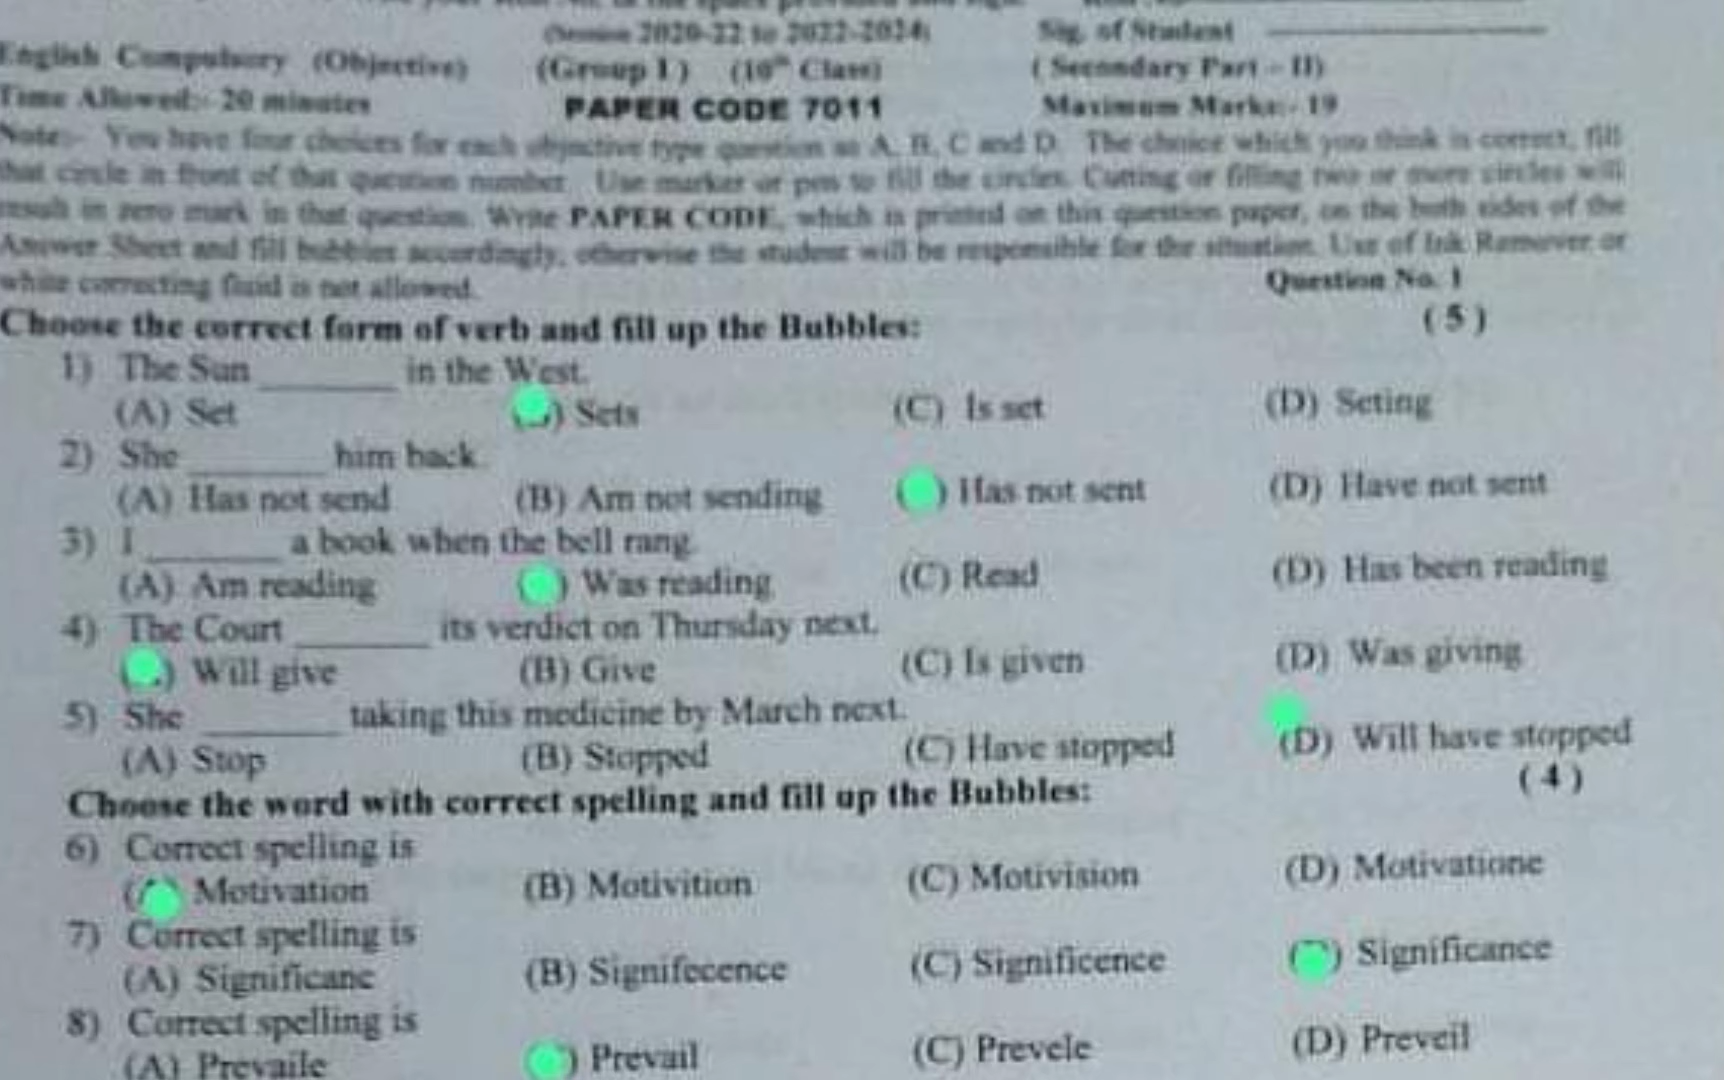 (Session 2020-22 to 2022-2024) Sig. of Student
English Compulsory (Objective) (Group I) (10th Class) (Secondary Part - II)
Time Allowed:- 20 minutes PAPER CODE 7011 Maximum Marks:- 19
Note:- You have four choices for each objective type question as A, B, C and D. The choice which you think is correct, fill
that circle in front of that question number. Use marker or pen to fill the circles. Cutting or filling two or more circles will
result in zero mark in that question. Write PAPER CODE, which is printed on this question paper, on the both sides of the
Answer Sheet and fill bubbles accordingly, otherwise the student will be responsible for the situation. Use of Ink Remover or
white correcting fluid is not allowed.
Question No. 1
Choose the correct form of verb and fill up the Bubbles: (5)
1) The Sun ______ in the West.
(A) Set ) Sets (C) Is set (D) Seting
2) She ______ him back.
(A) Has not send (B) Am not sending ( ) Has not sent (D) Have not sent
3) I ______ a book when the bell rang.
(A) Am reading ( ) Was reading (C) Read (D) Has been reading
4) The Court ______ its verdict on Thursday next.
( ) Will give (B) Give (C) Is given (D) Was giving
5) She ______ taking this medicine by March next.
(A) Stop (B) Stopped (C) Have stopped (D) Will have stopped
Choose the word with correct spelling and fill up the Bubbles: (4)
6) Correct spelling is
( ) Motivation (B) Motivition (C) Motivision (D) Motivatione
7) Correct spelling is
(A) Significanc (B) Signifecence (C) Significence ( ) Significance
8) Correct spelling is
(A) Prevaile ) Prevail (C) Prevele (D) Preveil